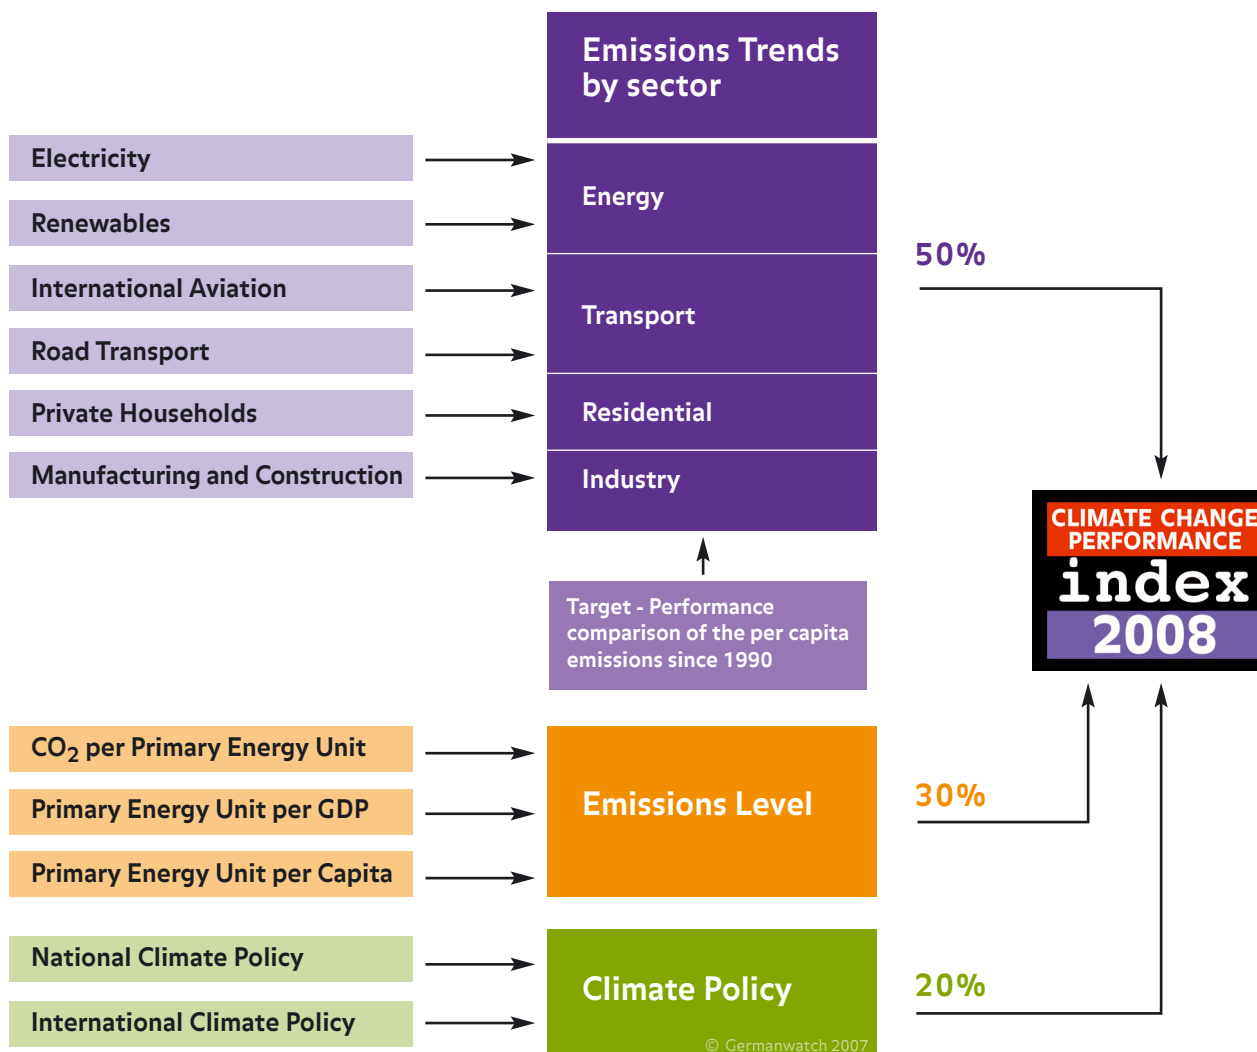 Emissions Trends
by sector
Electricity
Renewables
International Aviation
Road Transport
Private Households
Manufacturing and Construction
Energy
Transport
Residential
Industry
50%
Target - Performance
comparison of the per capita
emissions since 1990
CLIMATE CHANGE
PERFORMANCE
index
2008
CO₂ per Primary Energy Unit
Primary Energy Unit per GDP
Primary Energy Unit per Capita
Emissions Level
30%
National Climate Policy
International Climate Policy
Climate Policy
20%
© Germanwatch 2007